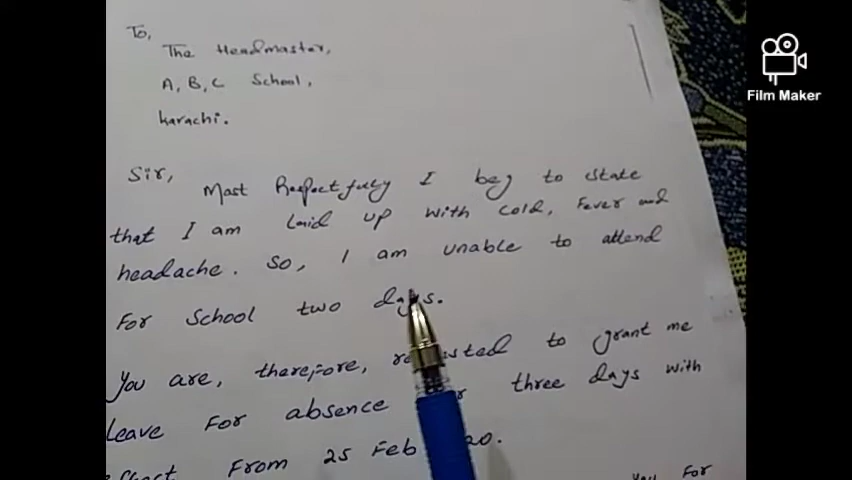 To,
The Headmaster,
A, B, C School,
Karachi.
Sir,
Most Respectfully I beg to state
that I am laid up with cold, Fever and
headache. So, I am unable to attend
For School two days.
You are, therefore, to grant me
leave For absence three days with
From 25 Feb
you For
Film Maker